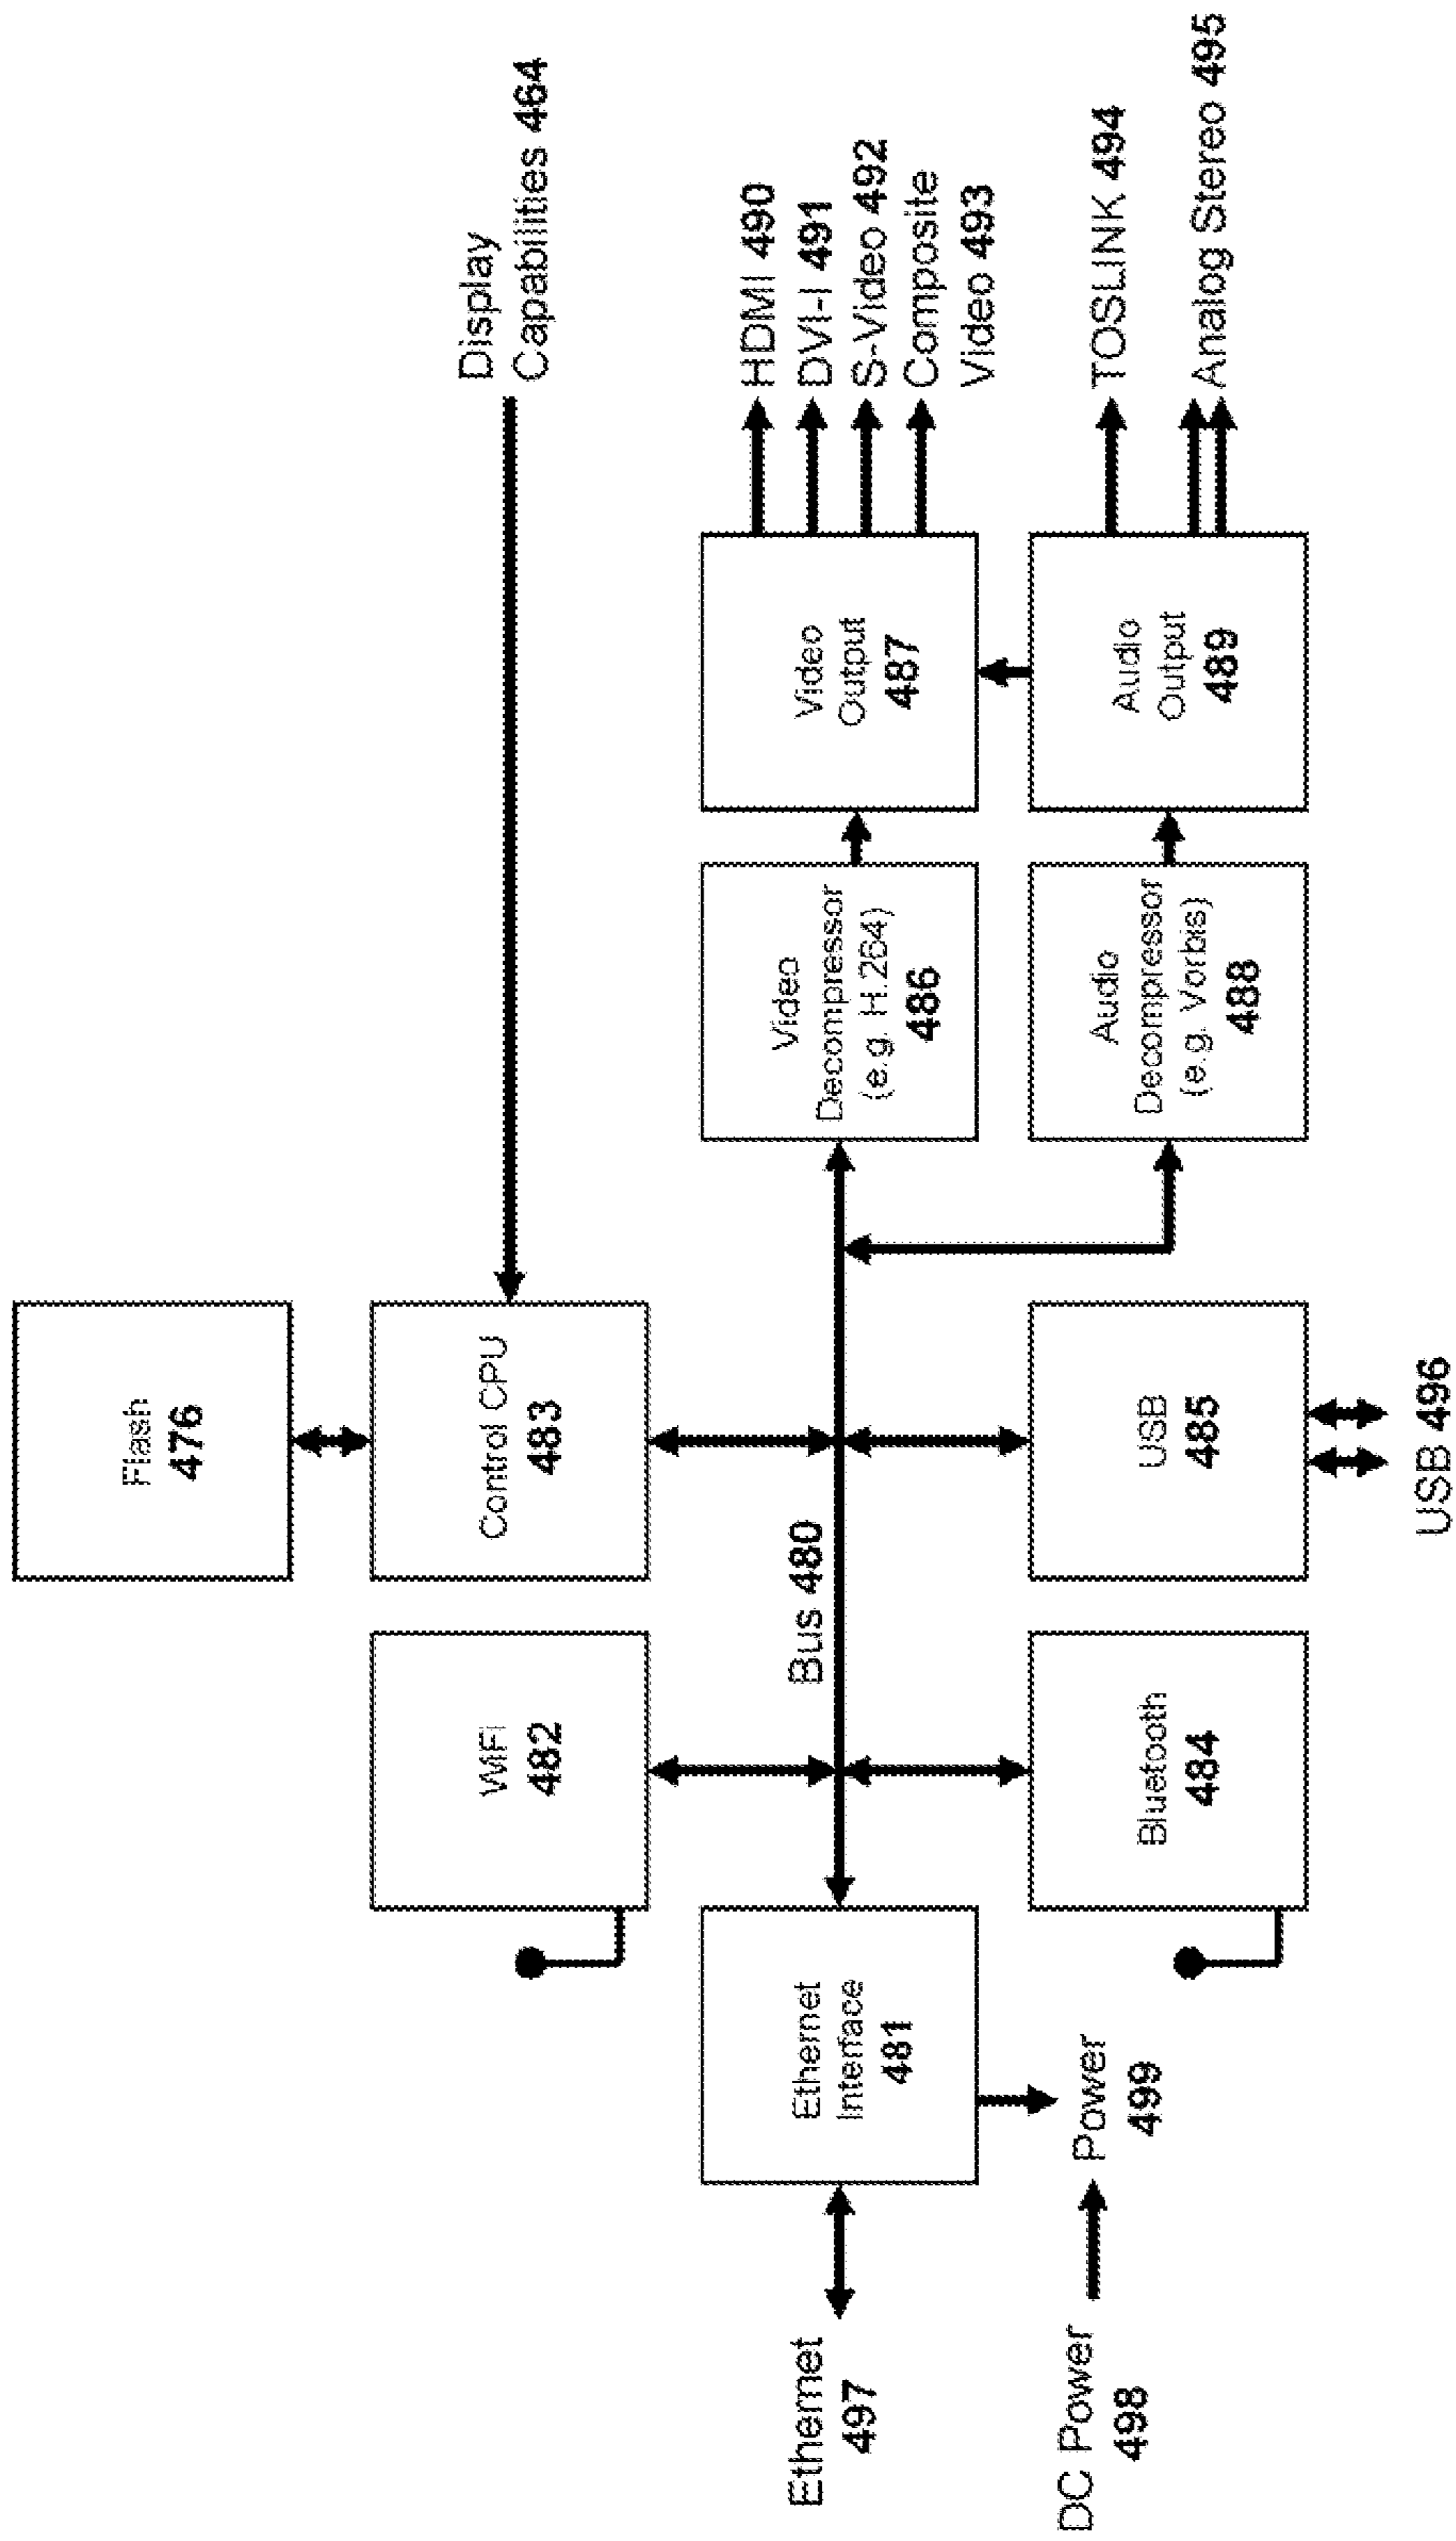 Flash
476
Display
Capabilities 464
WiFi
482
Control CPU
483
Bus 480
Ethernet
497
Ethernet
Interface
481
Video
Decompressor
(e.g. H.264)
486
Video
Output
487
HDMI 490
DVI-I 491
S-Video 492
Composite
Video 493
DC Power
498
Power
499
Bluetooth
484
USB
485
Audio
Decompressor
(e.g. Vorbis)
488
Audio
Output
489
TOSLINK 494
Analog Stereo 495
USB 496